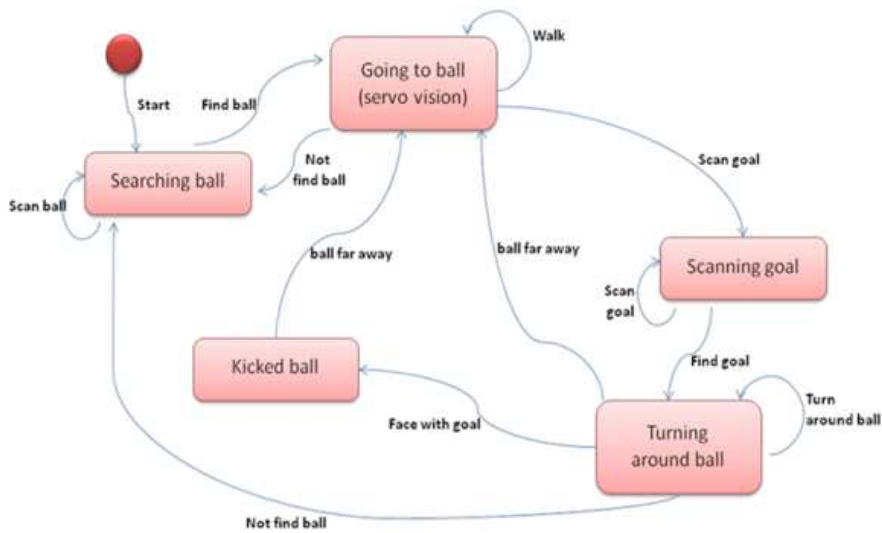 Walk
Going to ball
(servo vision)
Start
Find ball
Not
find ball
Scan goal
Searching ball
Scan ball
ball far away
ball far away
Scanning goal
Scan
goal
Kicked ball
Find goal
Face with goal
Turn
around ball
Turning
around ball
Not find ball